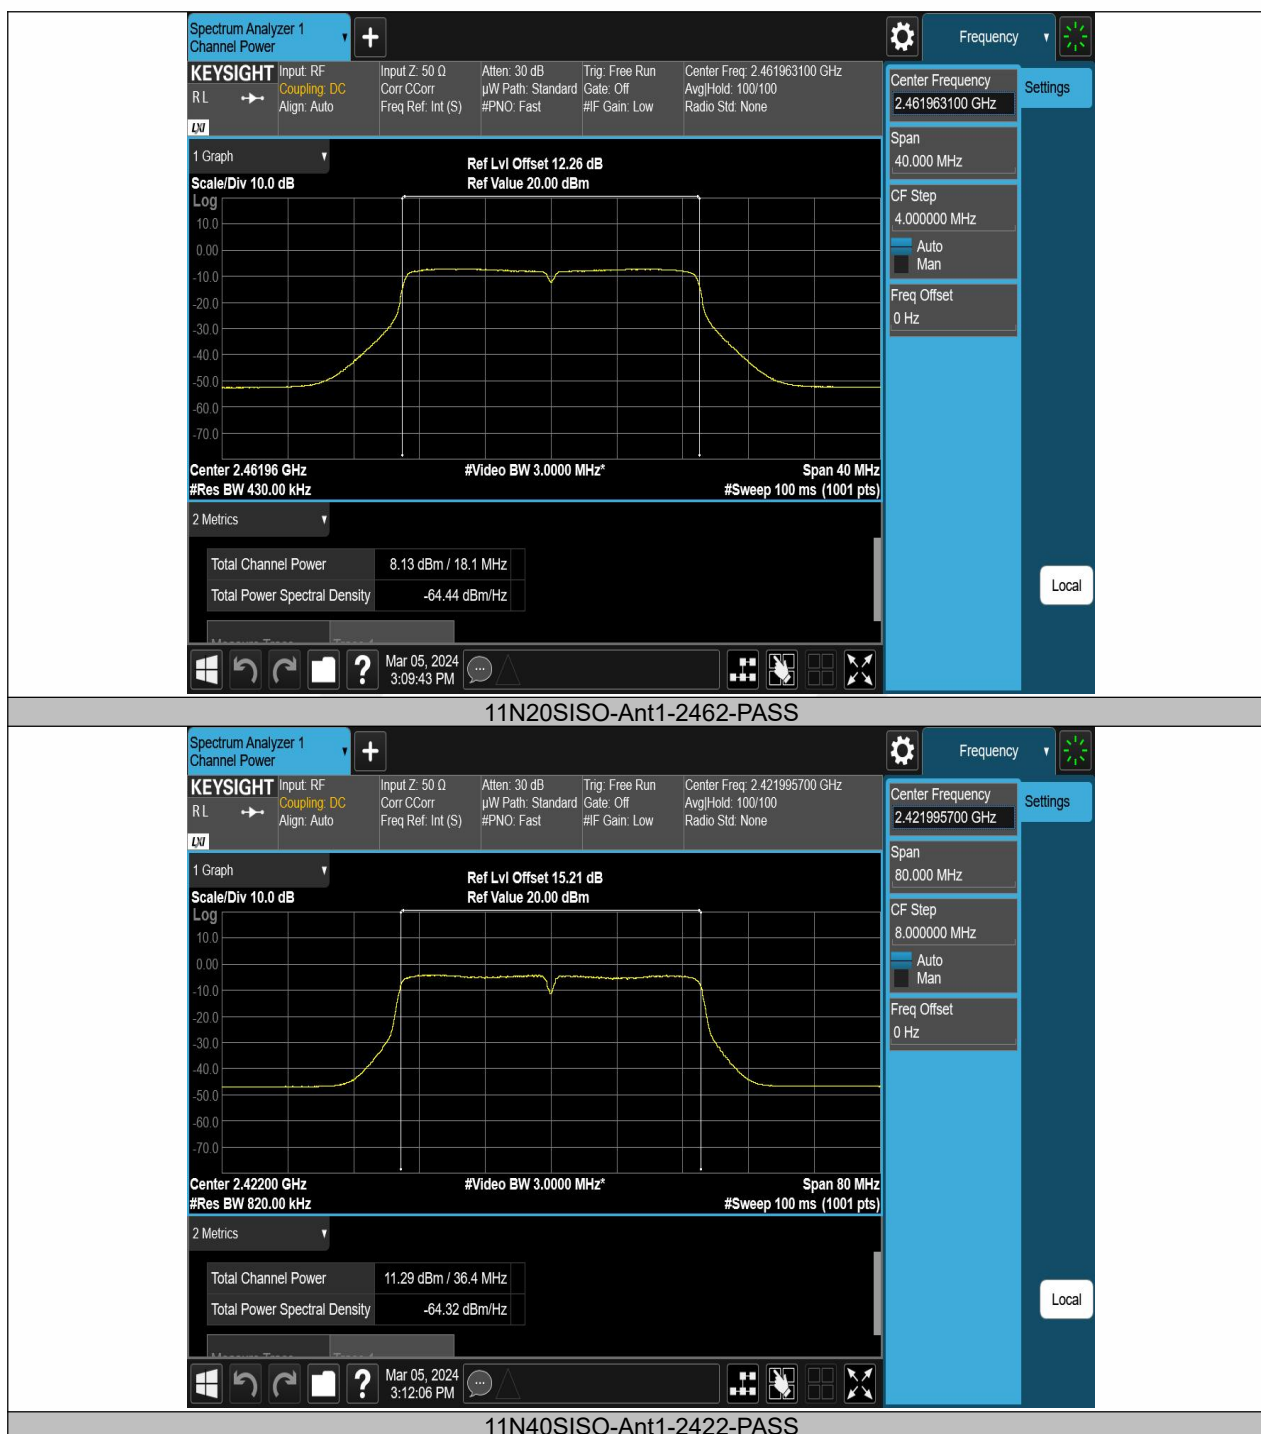 Spectrum Analyzer 1
Channel Power
+
Frequency
KEYSIGHT
RL
LXI
Input: RF
Coupling: DC
Align: Auto
Input Z: 50 Ω
Corr CCorr
Freq Ref: Int (S)
Atten: 30 dB
µW Path: Standard
#PNO: Fast
Trig: Free Run
Gate: Off
#IF Gain: Low
Center Freq: 2.461963100 GHz
Avg|Hold: 100/100
Radio Std: None
Center Frequency
2.461963100 GHz
Settings
Span
40.000 MHz
CF Step
4.000000 MHz
Auto
Man
Freq Offset
0 Hz
Local
1 Graph
Scale/Div 10.0 dB
Ref Lvl Offset 12.26 dB
Ref Value 20.00 dBm
Log
10.0
0.00
-10.0
-20.0
-30.0
-40.0
-50.0
-60.0
-70.0
Center 2.46196 GHz
#Video BW 3.0000 MHz*
Span 40 MHz
#Res BW 430.00 kHz
#Sweep 100 ms (1001 pts)
2 Metrics
Total Channel Power 8.13 dBm / 18.1 MHz
Total Power Spectral Density -64.44 dBm/Hz
?
Mar 05, 2024
3:09:43 PM
11N20SISO-Ant1-2462-PASS
Spectrum Analyzer 1
Channel Power
+
Frequency
KEYSIGHT
RL
LXI
Input: RF
Coupling: DC
Align: Auto
Input Z: 50 Ω
Corr CCorr
Freq Ref: Int (S)
Atten: 30 dB
µW Path: Standard
#PNO: Fast
Trig: Free Run
Gate: Off
#IF Gain: Low
Center Freq: 2.421995700 GHz
Avg|Hold: 100/100
Radio Std: None
Center Frequency
2.421995700 GHz
Settings
Span
80.000 MHz
CF Step
8.000000 MHz
Auto
Man
Freq Offset
0 Hz
Local
1 Graph
Scale/Div 10.0 dB
Ref Lvl Offset 15.21 dB
Ref Value 20.00 dBm
Log
10.0
0.00
-10.0
-20.0
-30.0
-40.0
-50.0
-60.0
-70.0
Center 2.42200 GHz
#Video BW 3.0000 MHz*
Span 80 MHz
#Res BW 820.00 kHz
#Sweep 100 ms (1001 pts)
2 Metrics
Total Channel Power 11.29 dBm / 36.4 MHz
Total Power Spectral Density -64.32 dBm/Hz
?
Mar 05, 2024
3:12:06 PM
11N40SISO-Ant1-2422-PASS